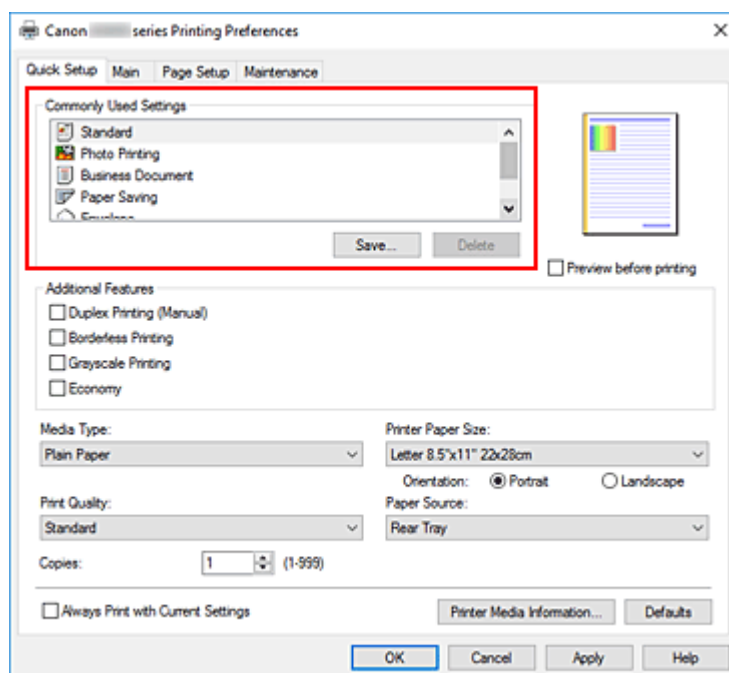 Canon series Printing Preferences
Quick Setup Main Page Setup Maintenance
Commonly Used Settings
Standard
Photo Printing
Business Document
Paper Saving
Envelope
Save... Delete
Preview before printing
Additional Features
Duplex Printing (Manual)
Borderless Printing
Grayscale Printing
Economy
Media Type: Printer Paper Size:
Plain Paper Letter 8.5"x11" 22x28cm
Orientation: Portrait Landscape
Print Quality: Paper Source:
Standard Rear Tray
Copies: 1 (1-999)
Always Print with Current Settings Printer Media Information... Defaults
OK Cancel Apply Help